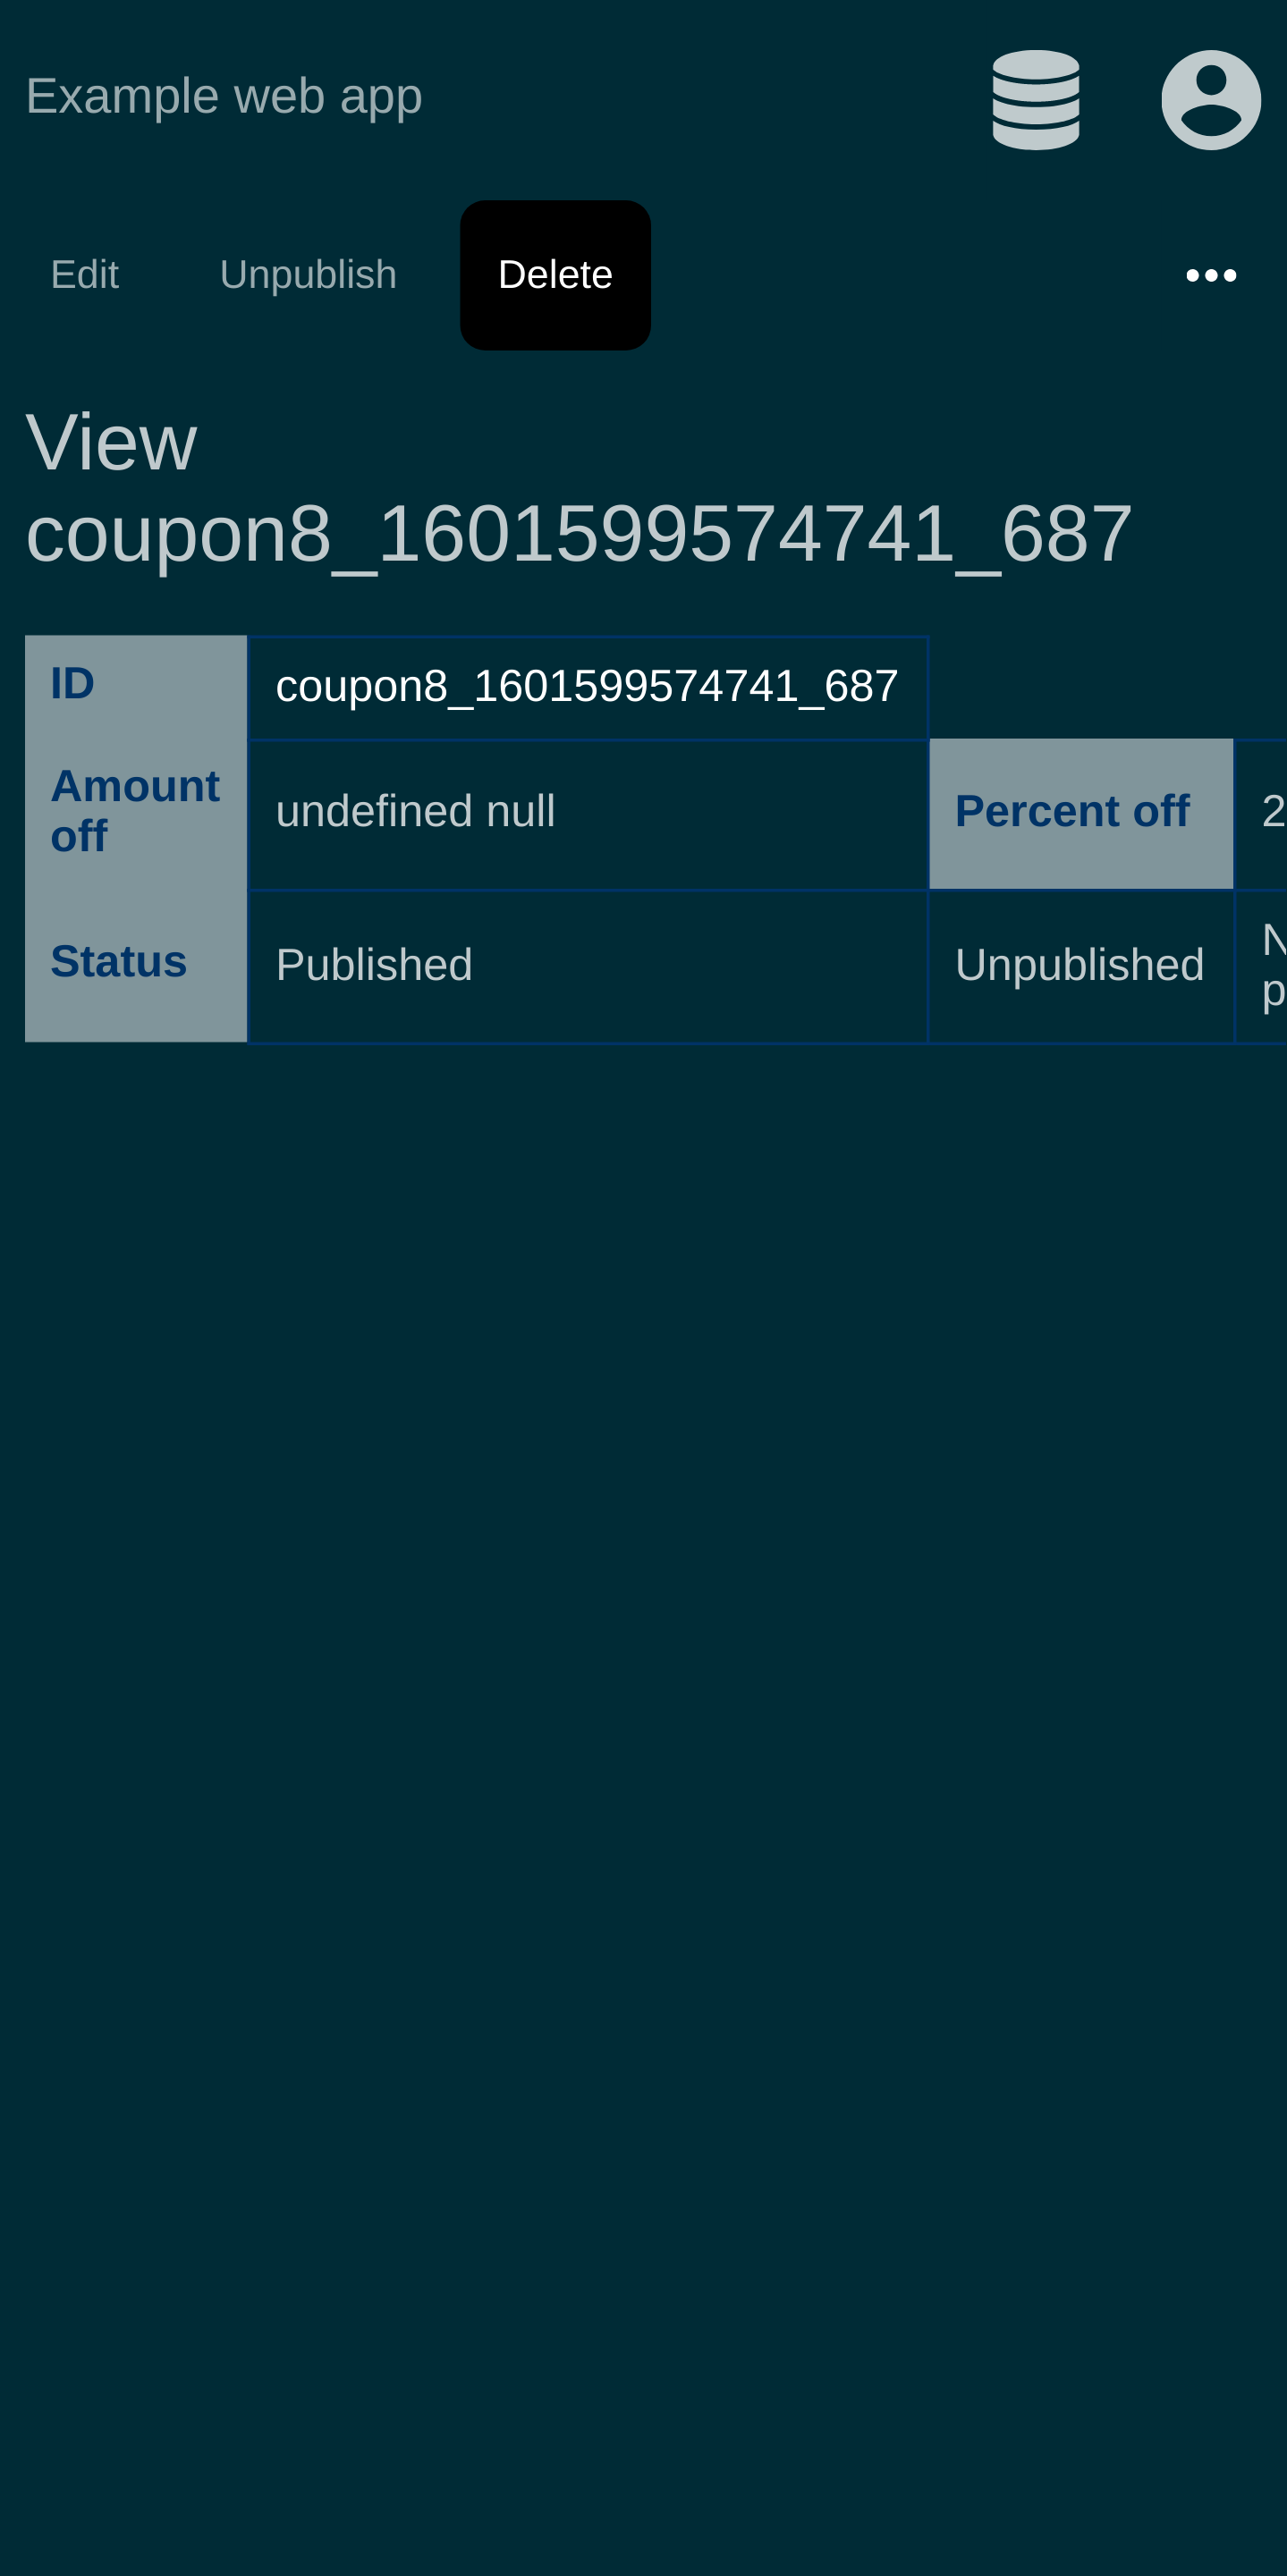 Example web app
Edit Unpublish Delete
View
coupon8_1601599574741_687
ID coupon8_1601599574741_687
Amount
off
undefined null Percent off 2
Status Published Unpublished
N
p